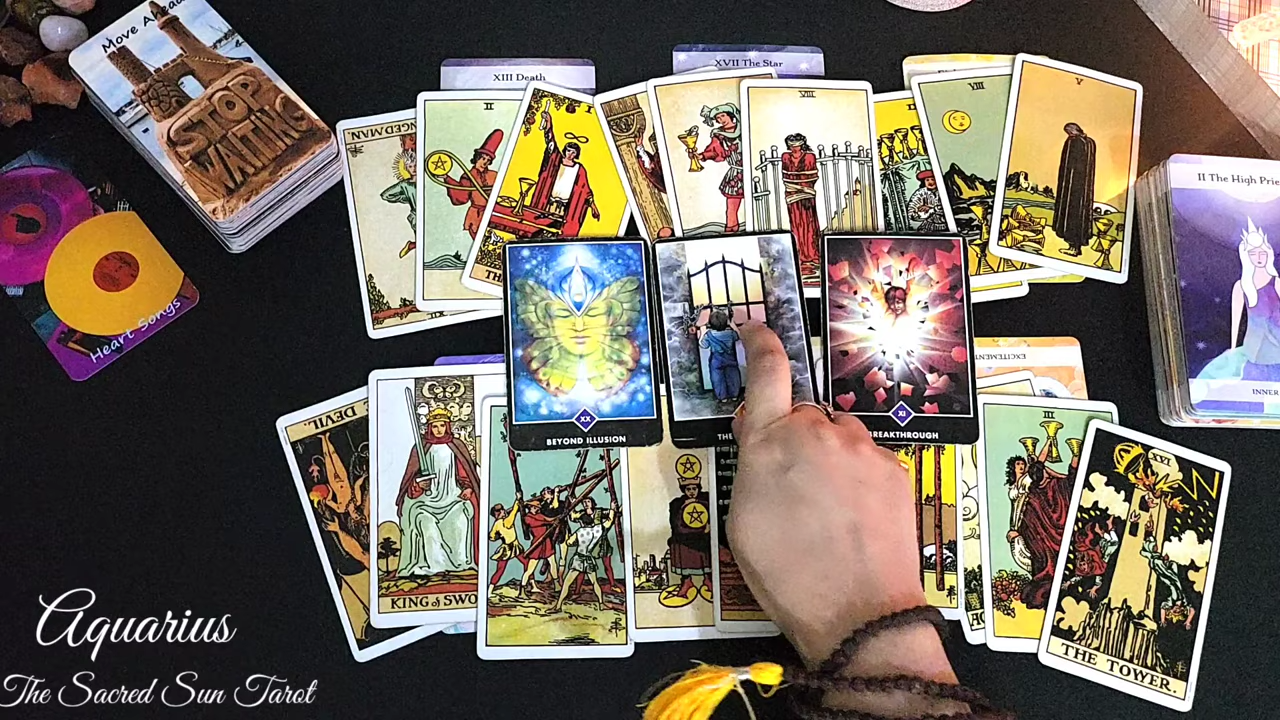 Move Ahead
STOP
WAITING
XIII Death
XVII The Star
II
I
VIII
VIII
V
II The High Prie
INNER
Heart Songs
XX
BEYOND ILLUSION
THE
XI
BREAKTHROUGH
EXCITEMENT
DEVIL.
KING of SWO
III
XVI
THE TOWER.
Aquarius
The Sacred Sun Tarot